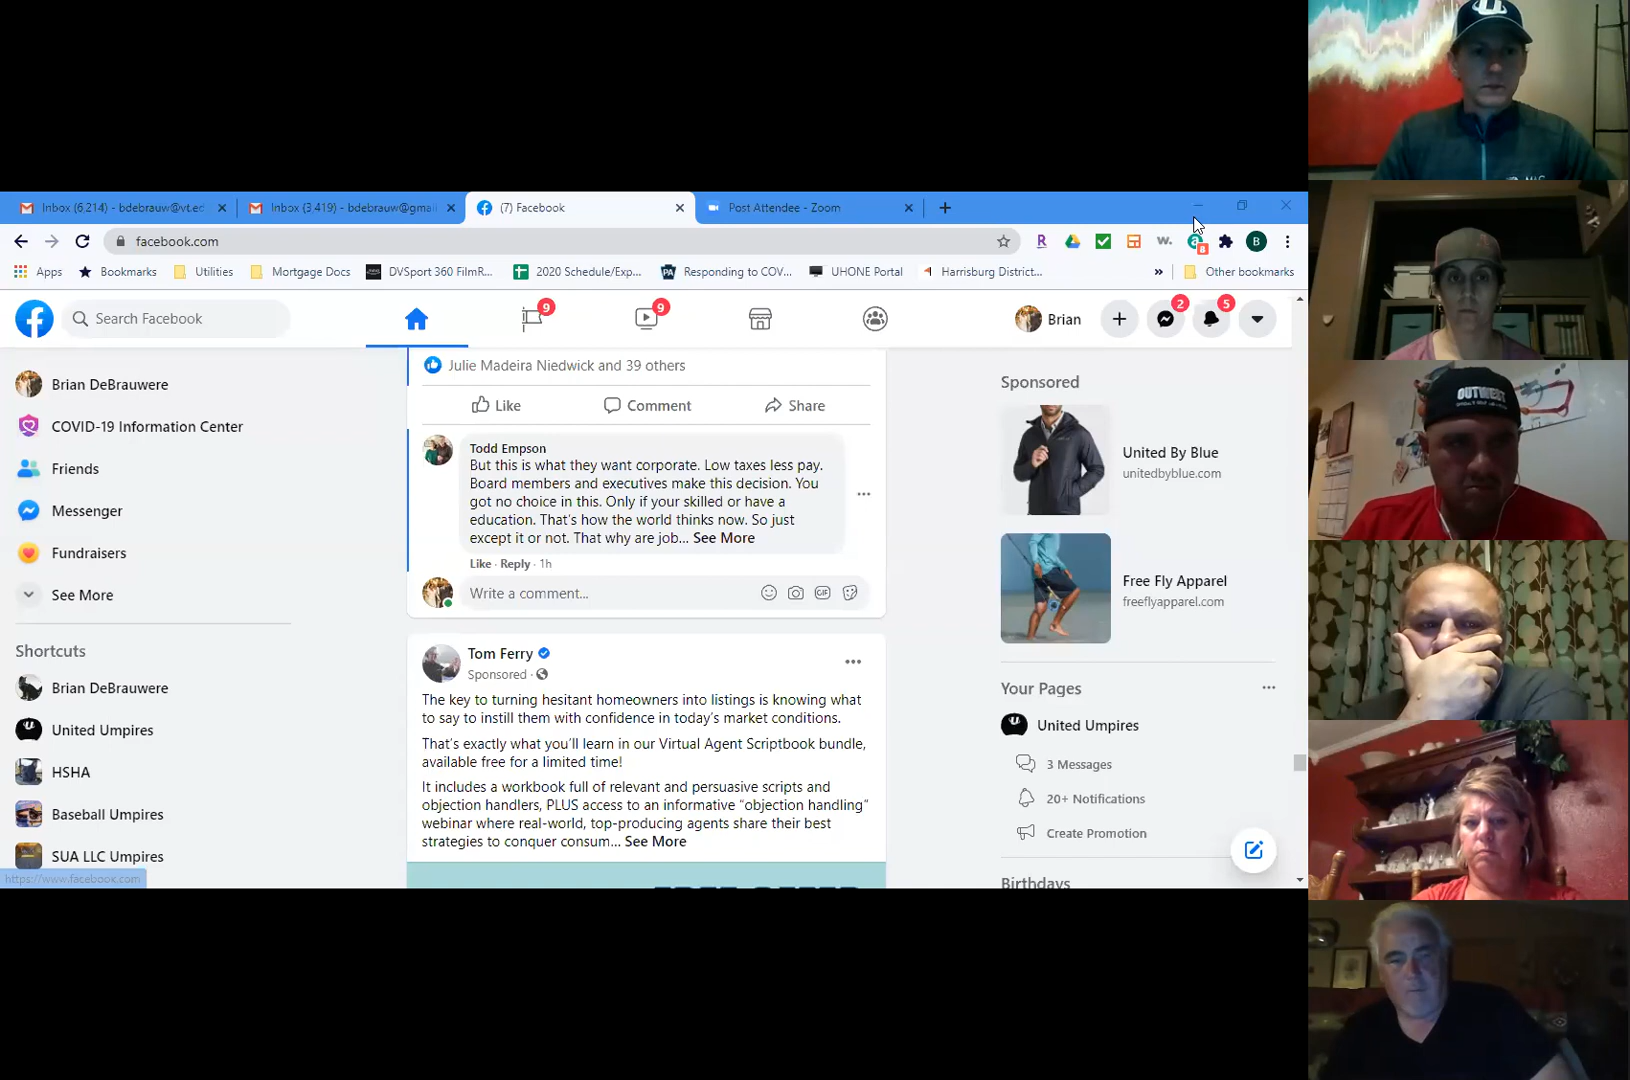 Inbox (6,214) - bdebrauw@vt.ed
Inbox (3,419) - bdebrauw@gmai
(7) Facebook
Post Attendee - Zoom
facebook.com
R
w.
8
B
Apps
Bookmarks
Utilities
Mortgage Docs
DVSport 360 FilmR...
2020 Schedule/Exp...
Responding to COV...
UHONE Portal
Harrisburg District...
»
Other bookmarks
Search Facebook
9
9
Brian
2
5
Brian DeBrauwere
COVID-19 Information Center
Friends
Messenger
Fundraisers
See More
Shortcuts
Brian DeBrauwere
United Umpires
HSHA
Baseball Umpires
SUA LLC Umpires
https://www.facebook.com
Julie Madeira Niedwick and 39 others
Like Comment Share
Todd Empson
But this is what they want corporate. Low taxes less pay.
Board members and executives make this decision. You
got no choice in this. Only if your skilled or have a
education. That's how the world thinks now. So just
except it or not. That why are job... See More
Like · Reply · 1h
Write a comment...
GIF
Tom Ferry
Sponsored ·
The key to turning hesitant homeowners into listings is knowing what
to say to instill them with confidence in today's market conditions.
That's exactly what you'll learn in our Virtual Agent Scriptbook bundle,
available free for a limited time!
It includes a workbook full of relevant and persuasive scripts and
objection handlers, PLUS access to an informative “objection handling”
webinar where real-world, top-producing agents share their best
strategies to conquer consum... See More
Sponsored
United By Blue
unitedbyblue.com
Free Fly Apparel
freeflyapparel.com
Your Pages
United Umpires
3 Messages
20+ Notifications
Create Promotion
Birthdays
OUTWEST